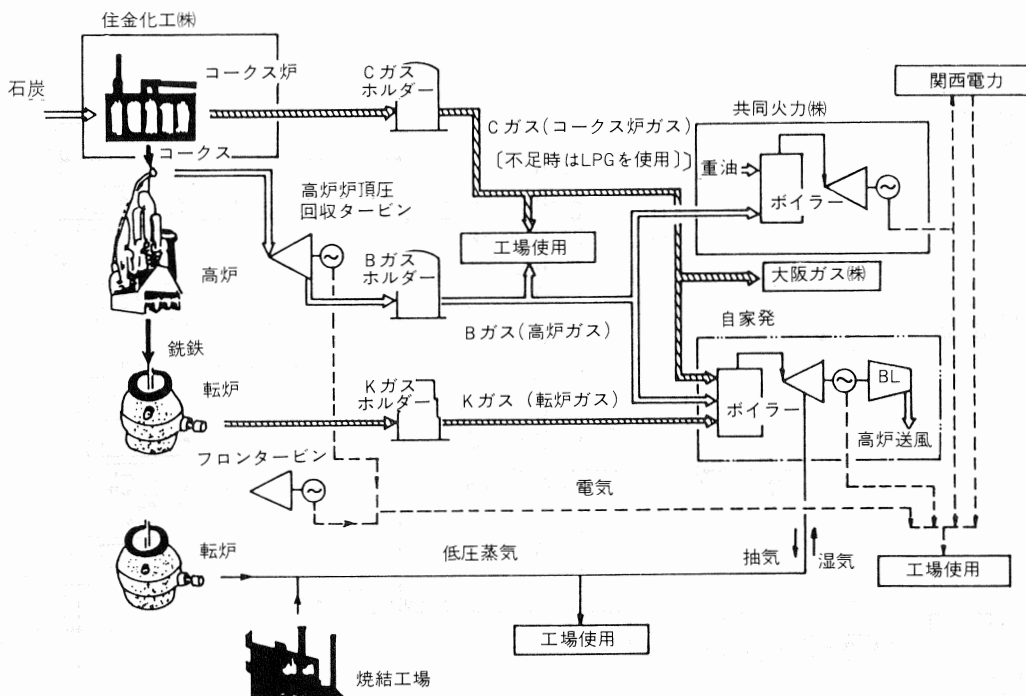 住金化工㈱
石炭
コークス炉
コークス
Cガス
ホルダー
Cガス(コークス炉ガス)
〔不足時はLPGを使用〕
関西電力
共同火力㈱
重油
ボイラー
高炉炉頂圧
回収タービン
工場使用
高炉
Bガス
ホルダー
大阪ガス㈱
Bガス(高炉ガス)
自家発
銑鉄
転炉
Kガス
ホルダー
Kガス (転炉ガス)
ボイラー
BL
高炉送風
フロンタービン
電気
転炉
低圧蒸気
抽気
湿気
工場使用
工場使用
焼結工場